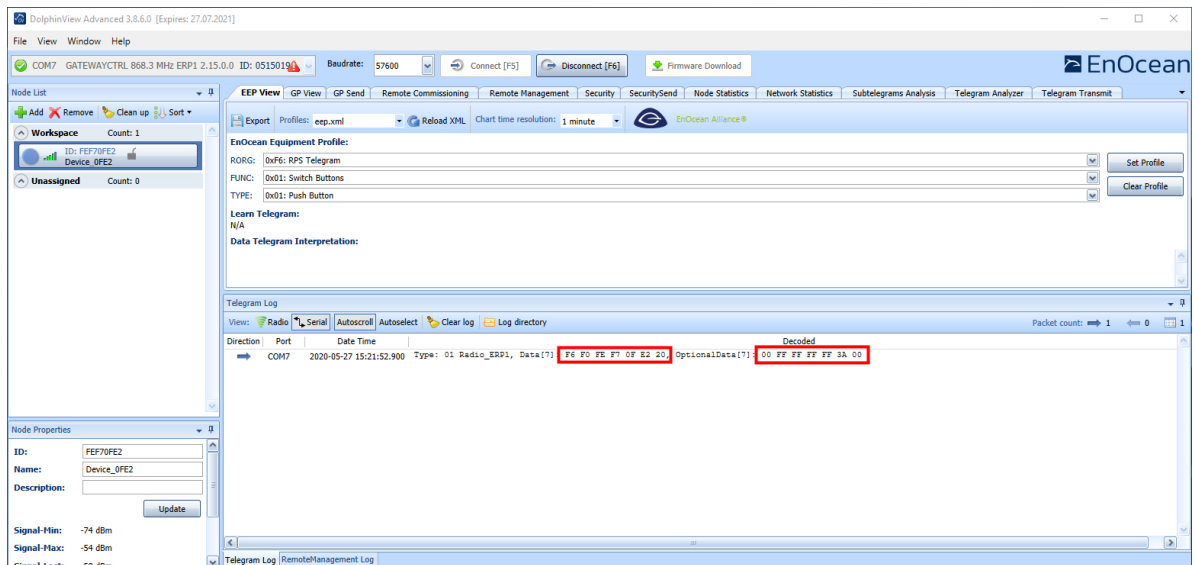 DolphinView Advanced 3.8.6.0 [Expires: 27.07.2021]
File View Window Help
COM7 GATEWAYCTRL 868.3 MHz ERP1 2.15.0.0 ID: 0515019 Baudrate: 57600 Connect [F5] Disconnect [F6] Firmware Download EnOcean
Node List
Add Remove Clean up Sort
Workspace Count: 1
ID: FEF70FE2
Device_0FE2
Unassigned Count: 0
EEP View GP View GP Send Remote Commissioning Remote Management Security SecuritySend Node Statistics Network Statistics Subtelegrams Analysis Telegram Analyzer Telegram Transmit
Export Profiles: eep.xml Reload XML Chart time resolution: 1 minute EnOcean Alliance®
EnOcean Equipment Profile:
RORG: 0xF6: RPS Telegram Set Profile
FUNC: 0x01: Switch Buttons
Clear Profile
TYPE: 0x01: Push Button
Learn Telegram:
N/A
Data Telegram Interpretation:
Telegram Log
View: Radio Serial Autoscroll Autoselect Clear log Log directory Packet count: 1 0 1
Direction Port Date Time Decoded
COM7 2020-05-27 15:21:52.900 Type: 01 Radio_ERP1, Data[7]: F6 F0 FE F7 0F E2 20, OptionalData[7]: 00 FF FF FF FF 3A 00
Node Properties
ID: FEF70FE2
Name: Device_0FE2
Description:
Update
Signal-Min: -74 dBm
Signal-Max: -54 dBm
Telegram Log RemoteManagement Log